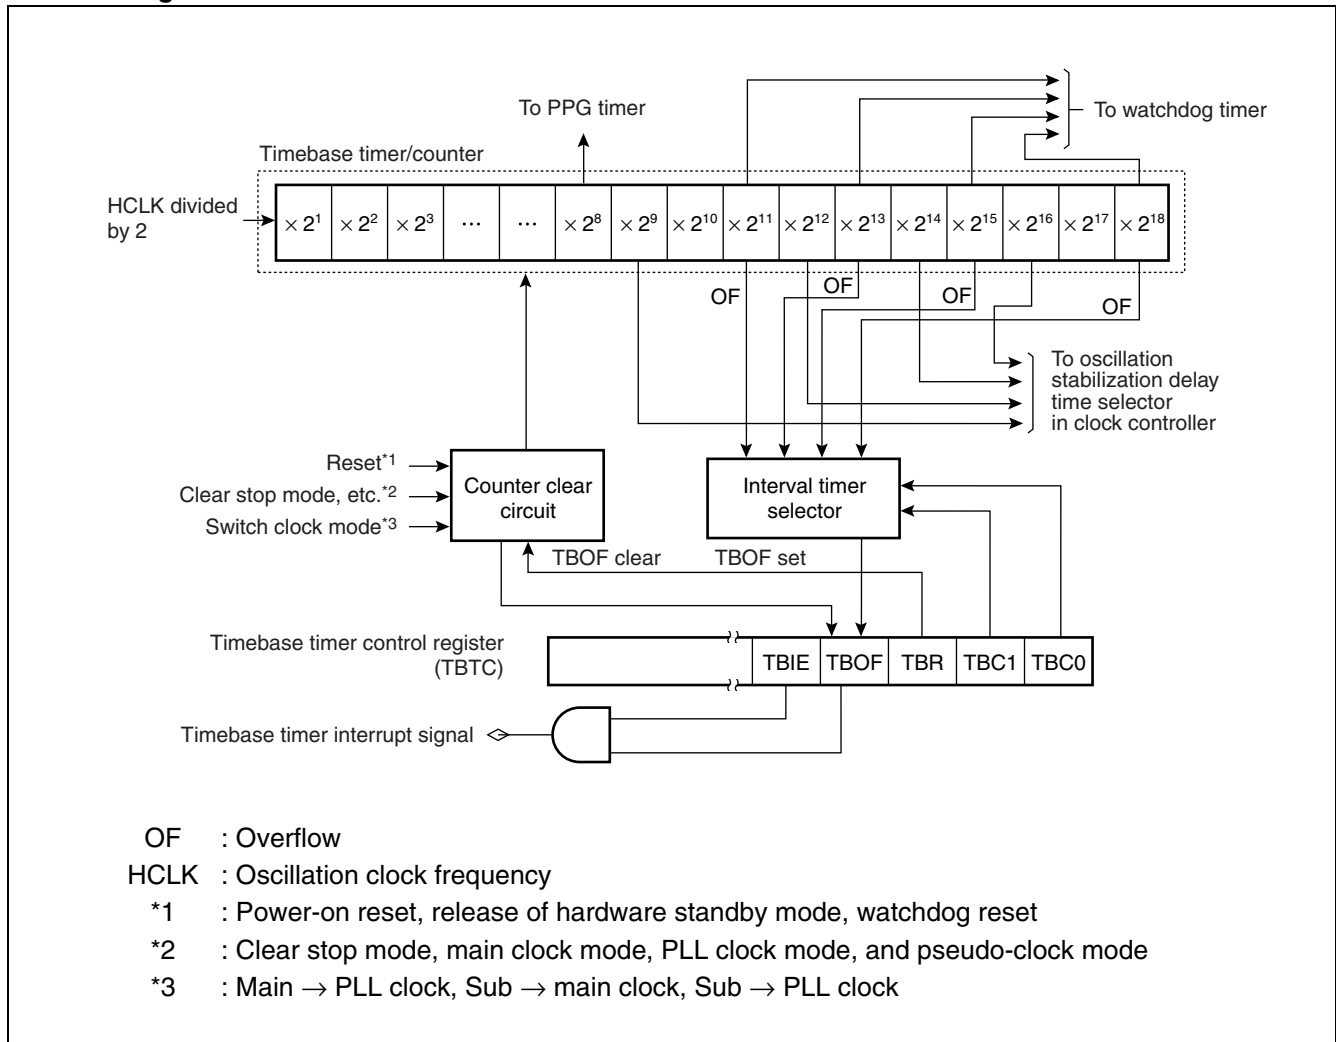 To PPG timer
To watchdog timer
Timebase timer/counter
HCLK divided
by 2
× 2¹ × 2² × 2³ ... ... × 2⁸ × 2⁹ × 2¹⁰ × 2¹¹ × 2¹² × 2¹³ × 2¹⁴ × 2¹⁵ × 2¹⁶ × 2¹⁷ × 2¹⁸
OF
OF
OF
OF
To oscillation
stabilization delay
time selector
in clock controller
Reset*1
Clear stop mode, etc.*2
Switch clock mode*3
Counter clear
circuit
Interval timer
selector
TBOF clear
TBOF set
Timebase timer control register
(TBTC)
TBIE TBOF TBR TBC1 TBC0
Timebase timer interrupt signal
OF : Overflow
HCLK : Oscillation clock frequency
*1 : Power-on reset, release of hardware standby mode, watchdog reset
*2 : Clear stop mode, main clock mode, PLL clock mode, and pseudo-clock mode
*3 : Main → PLL clock, Sub → main clock, Sub → PLL clock